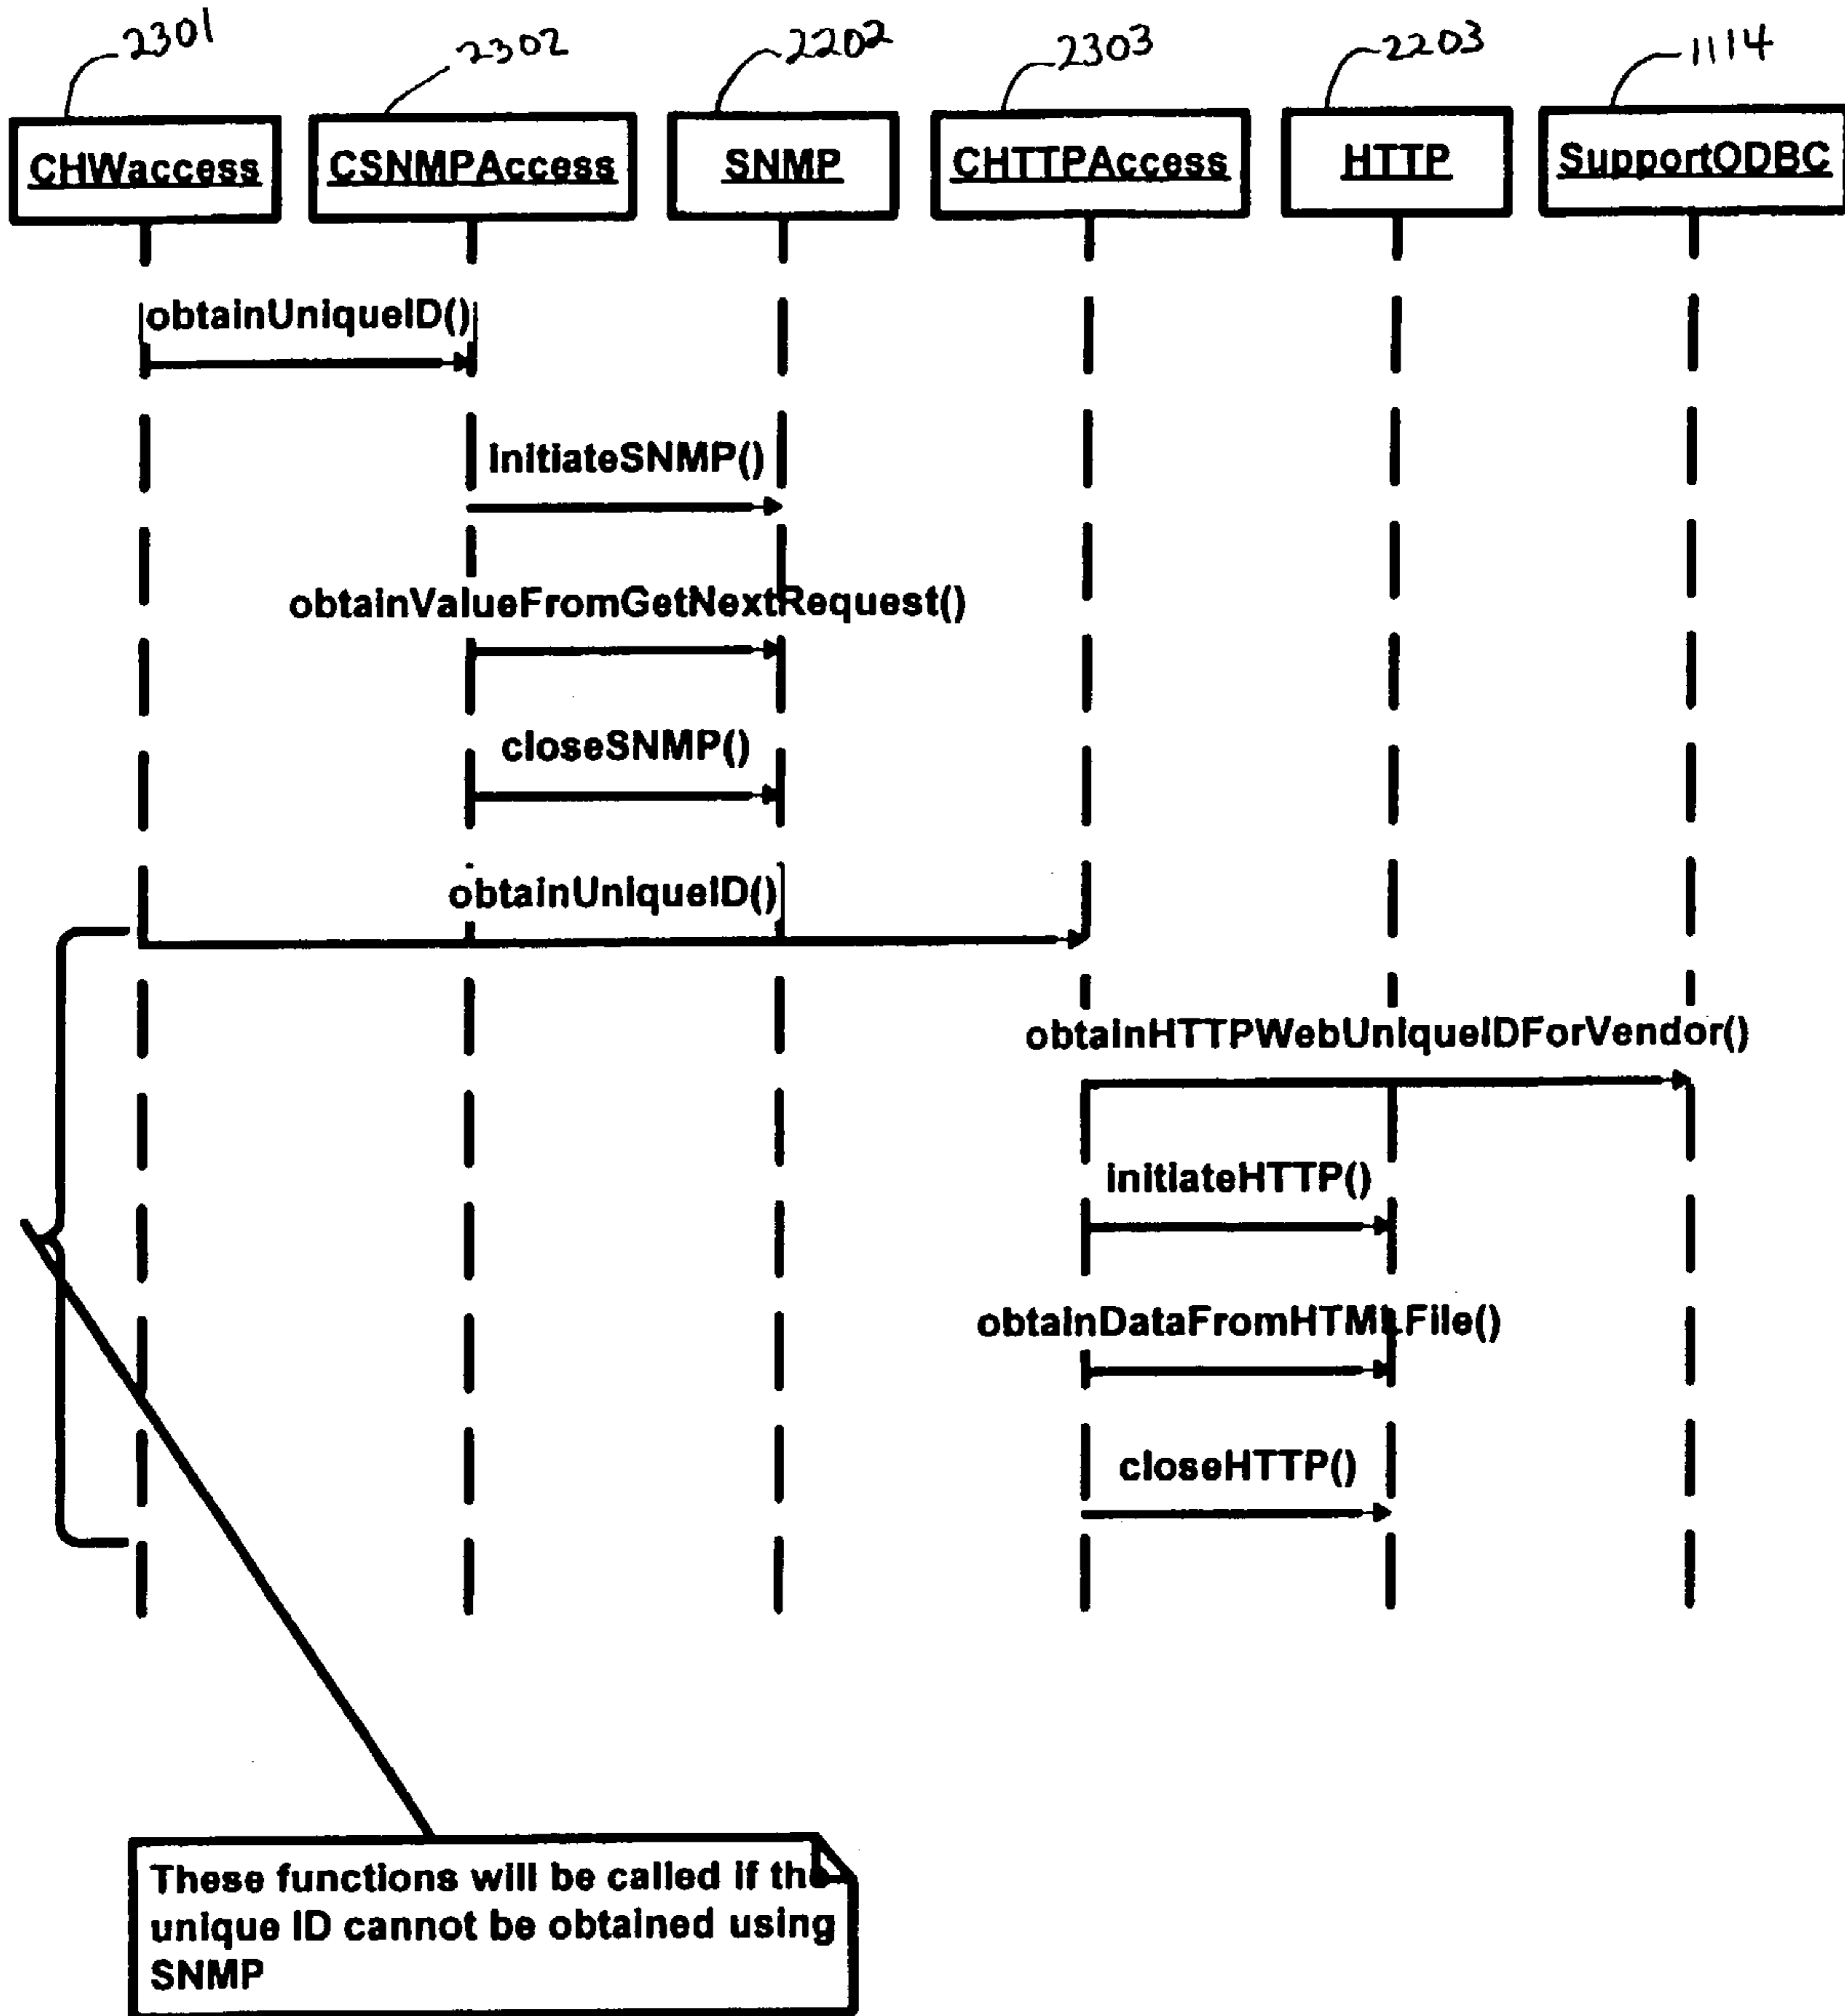 2301
2302
2202
2303
2203
1114
CHWaccess
CSNMPAccess
SNMP
CHTTPAccess
HTTP
SupportODBC
obtainUniqueID()
initiateSNMP()
obtainValueFromGetNextRequest()
closeSNMP()
obtainUniqueID()
obtainHTTPWebUniqueIDForVendor()
initiateHTTP()
obtainDataFromHTMLFile()
closeHTTP()
These functions will be called if the
unique ID cannot be obtained using
SNMP